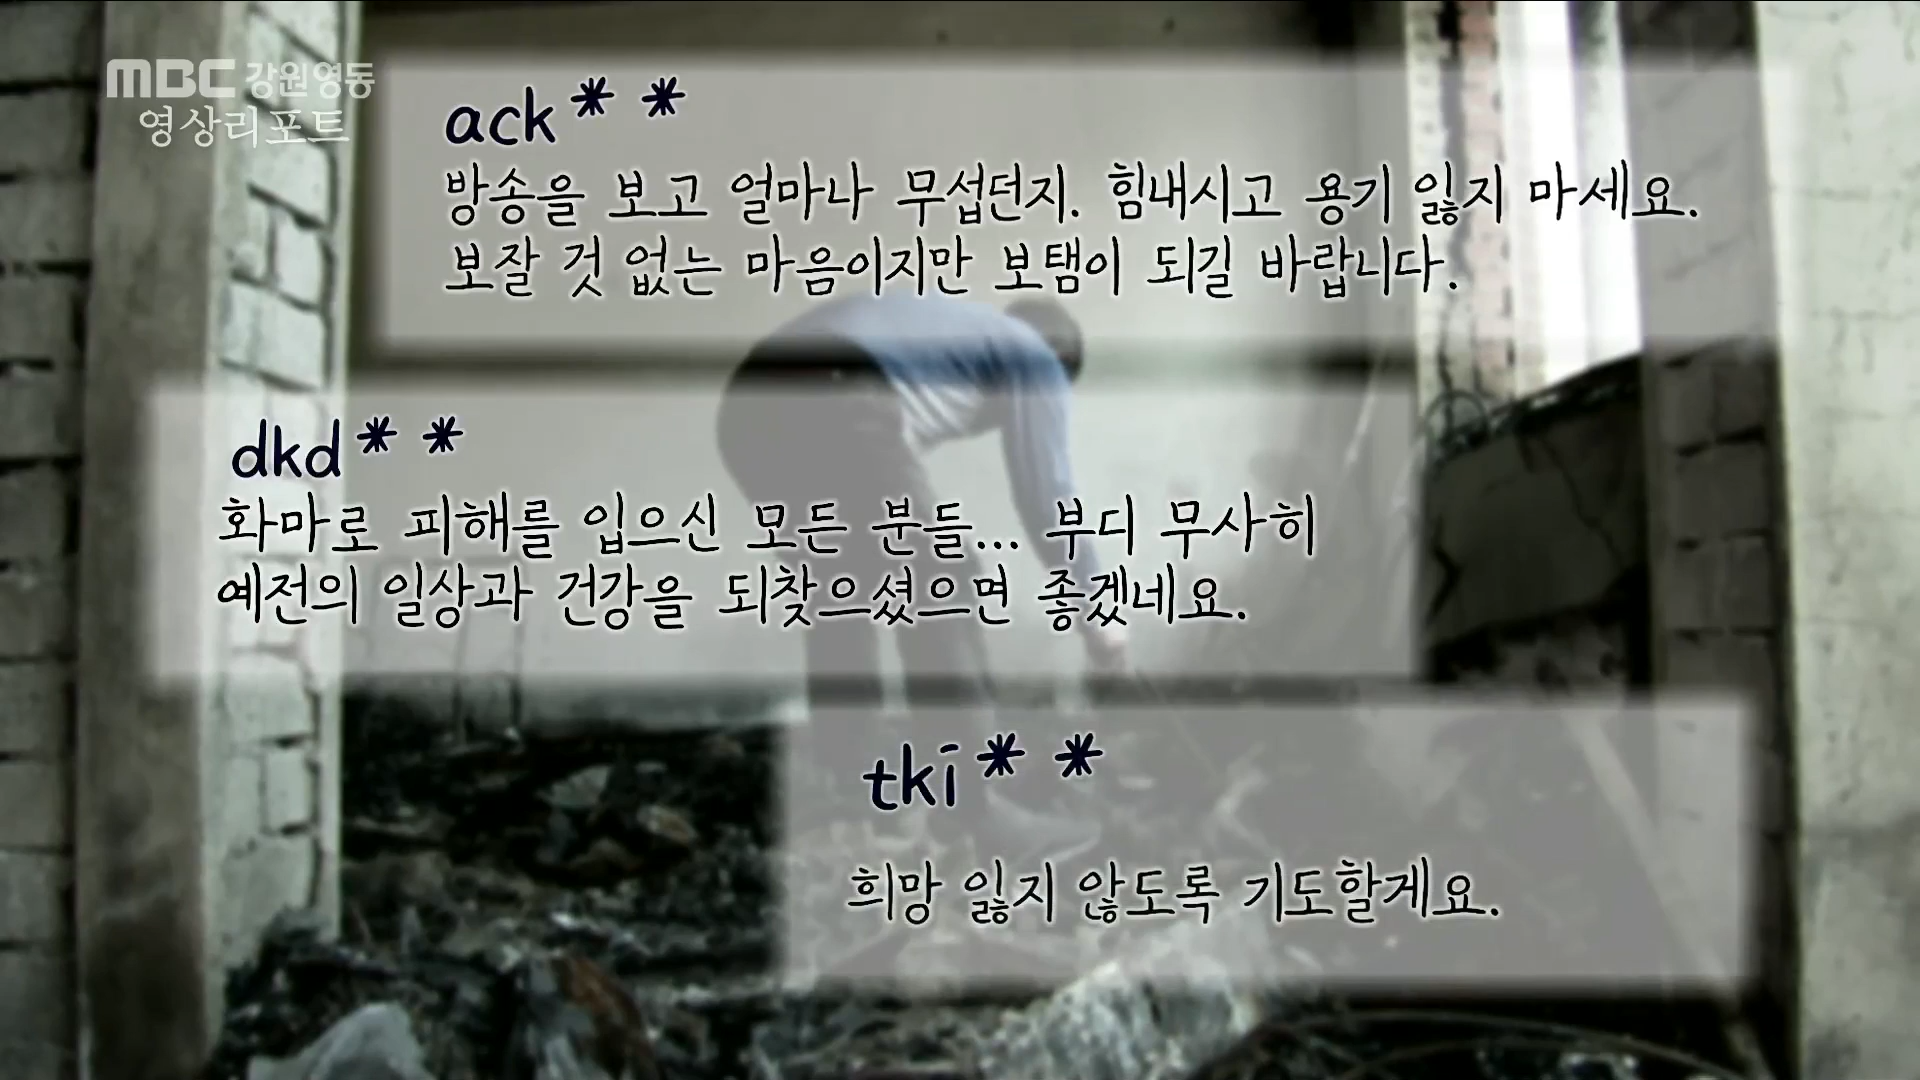 MBC 강원영동
영상리포트
ack**
방송을 보고 얼마나 무섭던지. 힘내시고 용기 잃지 마세요.
보잘 것 없는 마음이지만 보탬이 되길 바랍니다.
dkd**
화마로 피해를 입으신 모든 분들... 부디 무사히
예전의 일상과 건강을 되찾으셨으면 좋겠네요.
tki**
희망 잃지 않도록 기도할게요.